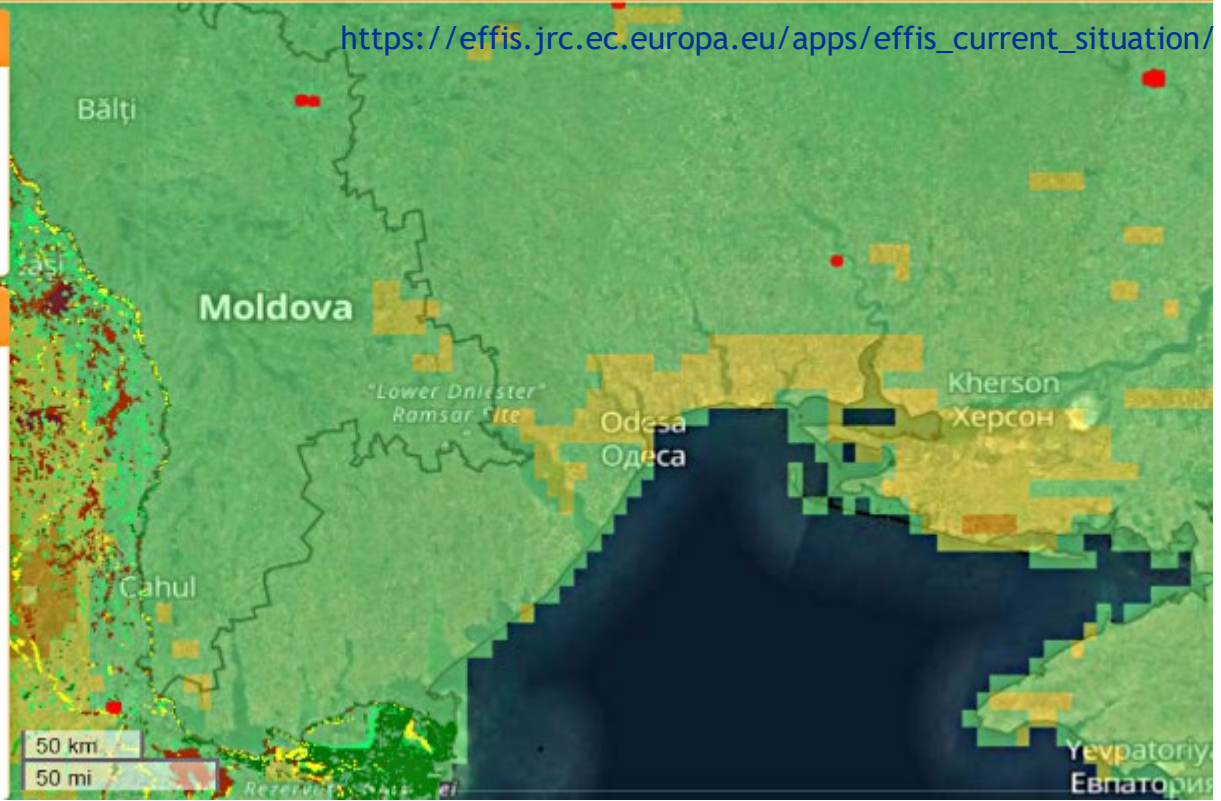 https://effis.jrc.ec.europa.eu/apps/effis_current_situation/
Bălți
Moldova
"Lower Dniester"
Ramsar Site
Odesa
Одеса
Kherson
Херсон
Cahul
50 km
50 mi
Yevpatoriya
Евпатория